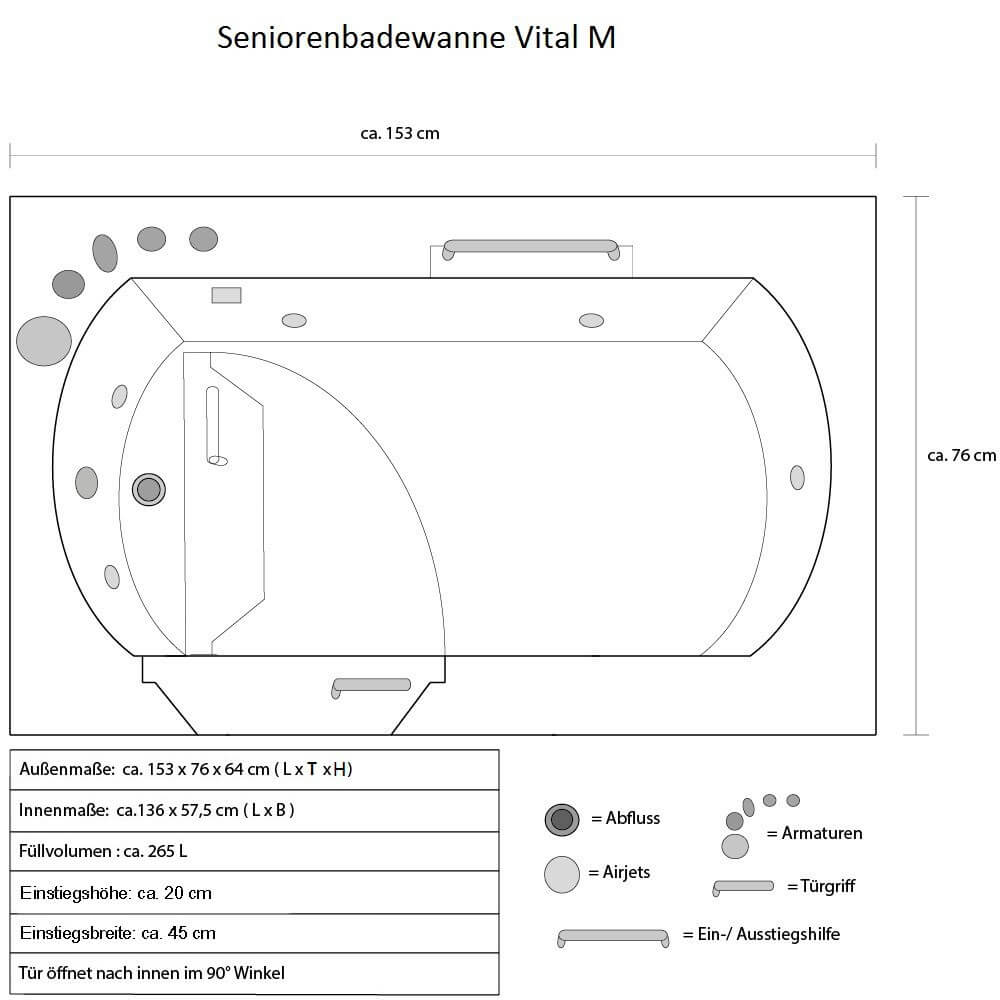 Seniorenbadewanne Vital M
ca. 153 cm
ca. 76 cm
Außenmaße: ca. 153 x 76 x 64 cm ( L x T x H)
Innenmaße: ca.136 x 57,5 cm ( L x B )
Füllvolumen : ca. 265 L
Einstiegshöhe: ca. 20 cm
Einstiegsbreite: ca. 45 cm
Tür öffnet nach innen im 90° Winkel
= Abfluss
= Armaturen
= Airjets
= Türgriff
= Ein-/ Ausstiegshilfe